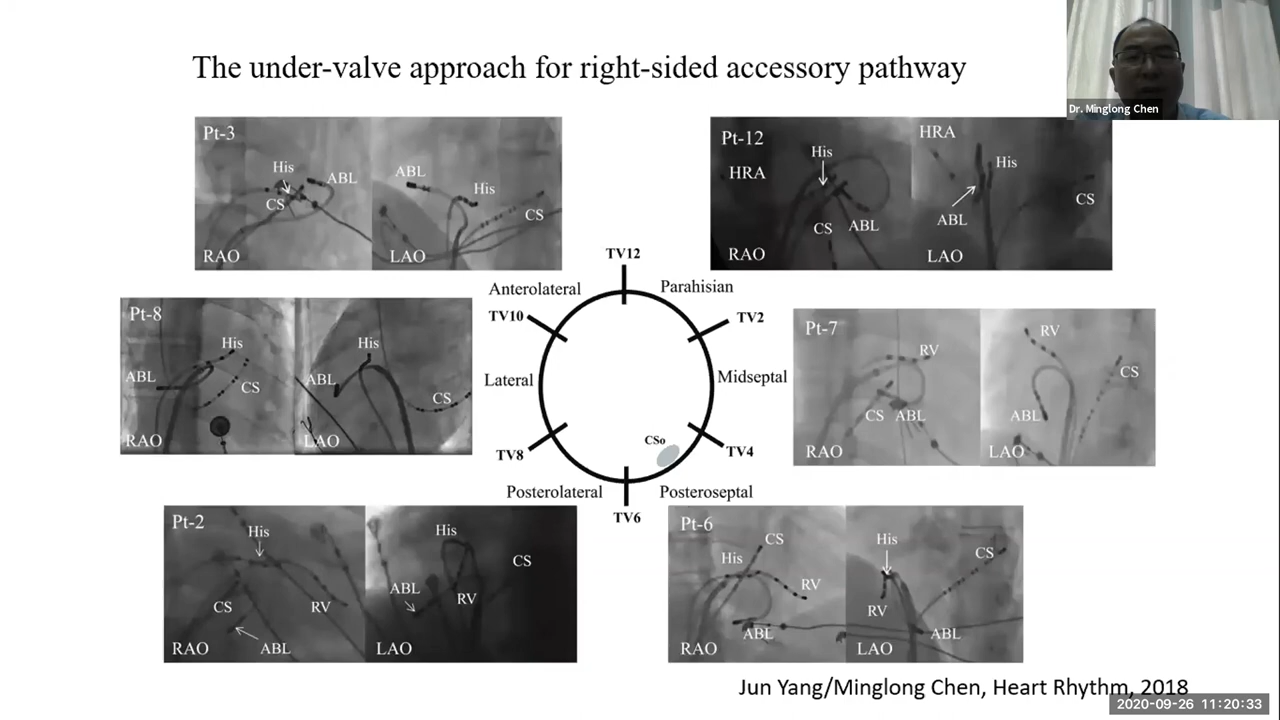 The under-valve approach for right-sided accessory pathway
Dr. Minglong Chen
Pt-3
His
ABL
CS
RAO
ABL
His
CS
LAO
Pt-12
His
HRA
CS
ABL
RAO
HRA
His
ABL
CS
LAO
TV12
Anterolateral
Parahisian
TV10
TV2
Lateral
Midseptal
CSo
TV8
TV4
Posterolateral
Posteroseptal
TV6
Pt-8
His
ABL
CS
RAO
His
ABL
CS
LAO
Pt-7
RV
CS
ABL
RAO
RV
CS
ABL
LAO
Pt-2
His
CS
RV
RAO
ABL
His
CS
ABL
RV
LAO
Pt-6
CS
His
RV
ABL
RAO
His
CS
RV
ABL
LAO
Jun Yang/Minglong Chen, Heart Rhythm, 2018
2020-09-26 11:20:33